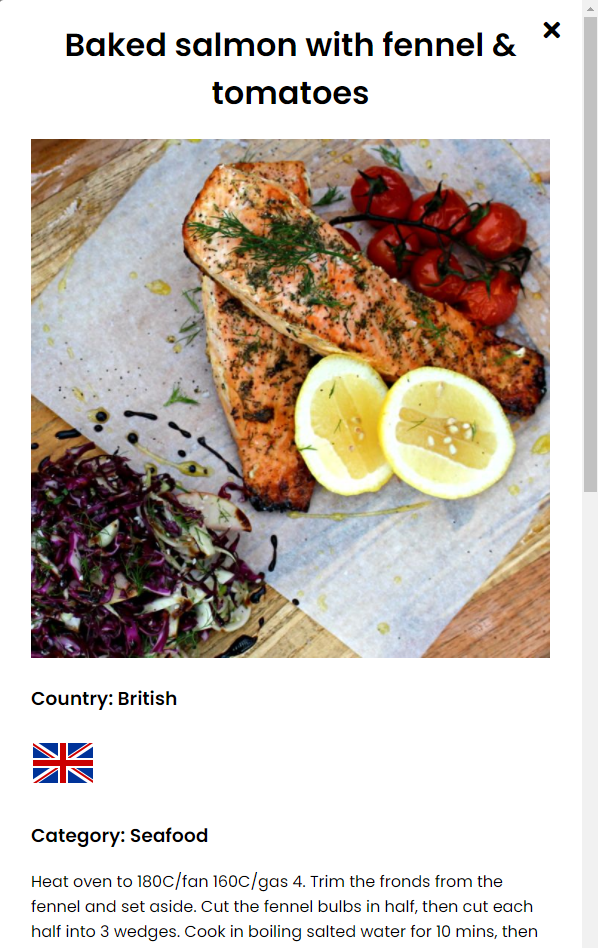 Baked salmon with fennel &
tomatoes
Country: British
Category: Seafood
Heat oven to 180C/fan 160C/gas 4. Trim the fronds from the
fennel and set aside. Cut the fennel bulbs in half, then cut each
half into 3 wedges. Cook in boiling salted water for 10 mins, then